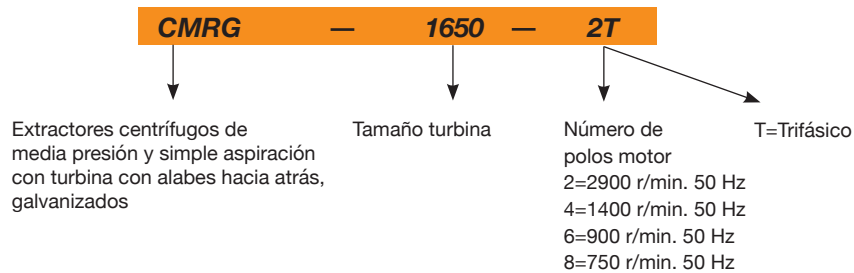 CMRG — 1650 — 2T
Extractores centrífugos de
media presión y simple aspiración
con turbina con alabes hacia atrás,
galvanizados
Tamaño turbina
Número de
polos motor
2=2900 r/min. 50 Hz
4=1400 r/min. 50 Hz
6=900 r/min. 50 Hz
8=750 r/min. 50 Hz
T=Trifásico